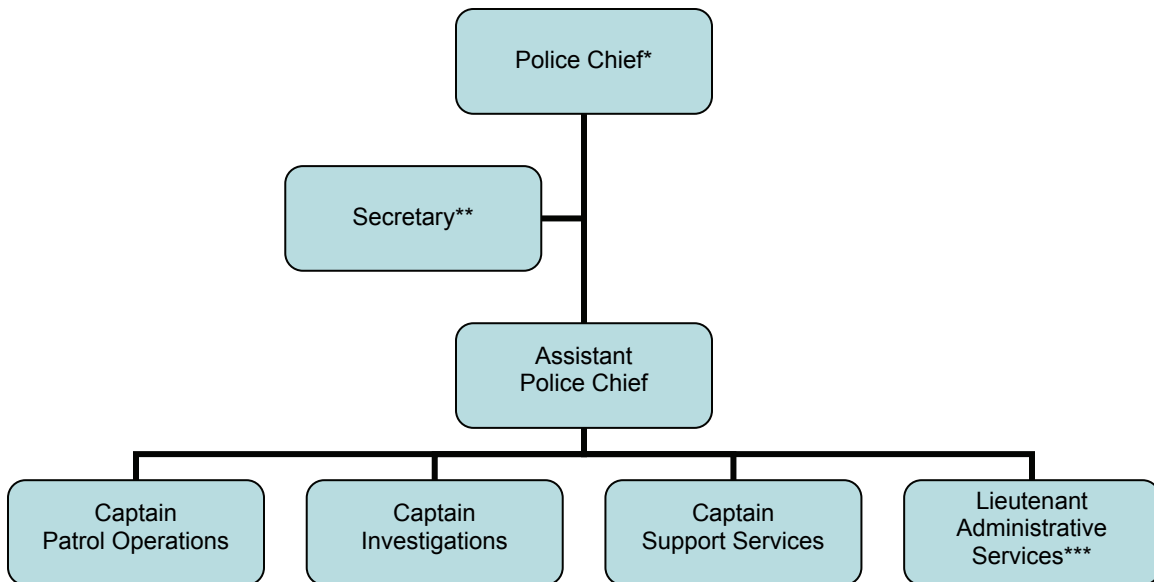 Police Chief*
Secretary**
Assistant
Police Chief
Captain
Patrol Operations
Captain
Investigations
Captain
Support Services
Lieutenant
Administrative
Services***